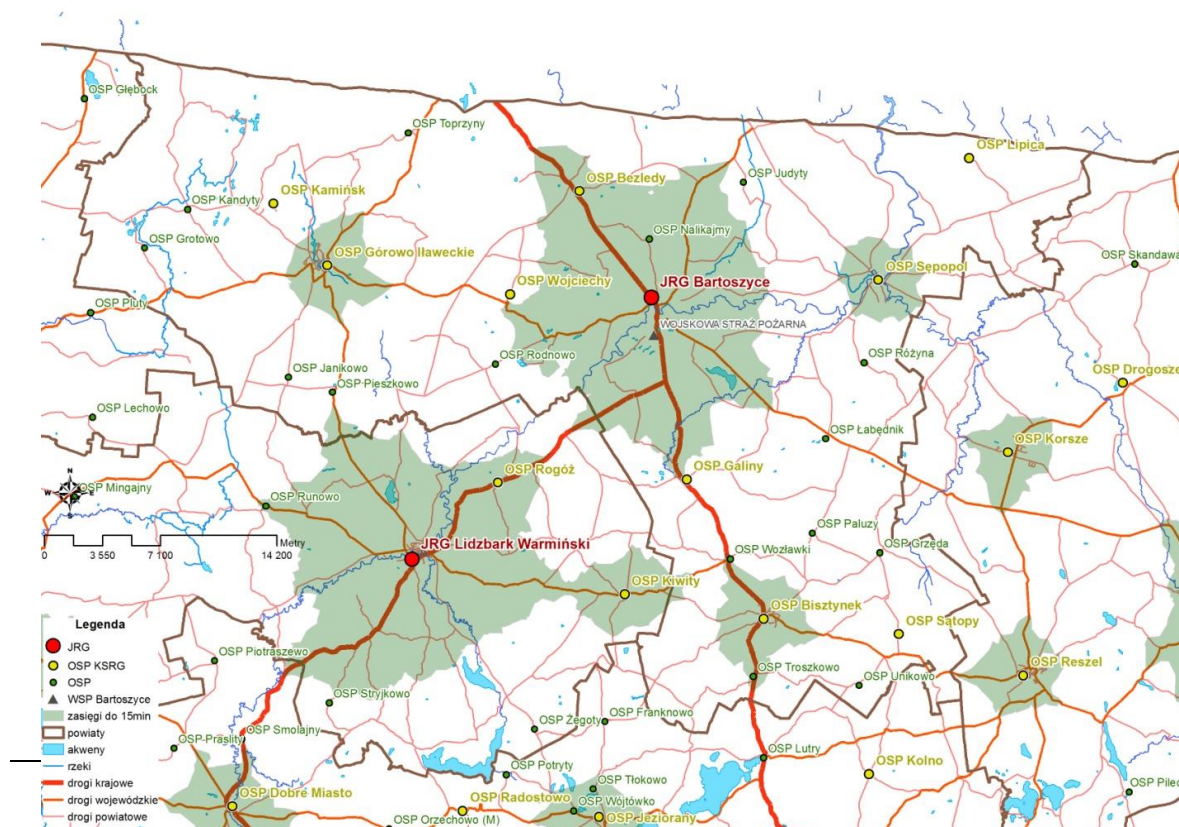 OSP Głębock
OSP Toprzyny
OSP Lipica
OSP Bezledy
OSP Judyty
OSP Kamińsk
OSP Kandyty
OSP Nalikajmy
OSP Grotowo
OSP Górowo Iławeckie
OSP Skandawa
OSP Sępopol
OSP Wojciechy
JRG Bartoszyce
OSP Pluty
WOJSKOWA STRAŻ POŻARNA
OSP Rodnowo
OSP Różyna
OSP Janikowo
OSP Pieszkowo
OSP Drogosze
OSP Lechowo
OSP Łabędnik
OSP Korsze
OSP Rogóż
OSP Galiny
N
W E
S
OSP Mingajny
OSP Runowo
OSP Paluzy
JRG Lidzbark Warmiński
Metry
0 3 550 7 100 14 200
OSP Wozławki
OSP Grzęda
OSP Kiwity
OSP Bisztynek
OSP Sątopy
Legenda
JRG
OSP KSRG
OSP
WSP Bartoszyce
zasięgi do 15min
powiaty
akweny
rzeki
drogi krajowe
drogi wojewódzkie
drogi powiatowe
OSP Piotraszewo
OSP Troszkowo
OSP Unikowo
OSP Reszel
OSP Stryjkowo
OSP Franknowo
OSP Żegoty
OSP Smolajny
OSP Praslity
OSP Lutry
OSP Kolno
OSP Potryty
OSP Tłokowo
OSP Pilec
OSP Dobre Miasto
OSP Radostowo
OSP Wójtówko
OSP Jeziorany
OSP Orzechowo (M)